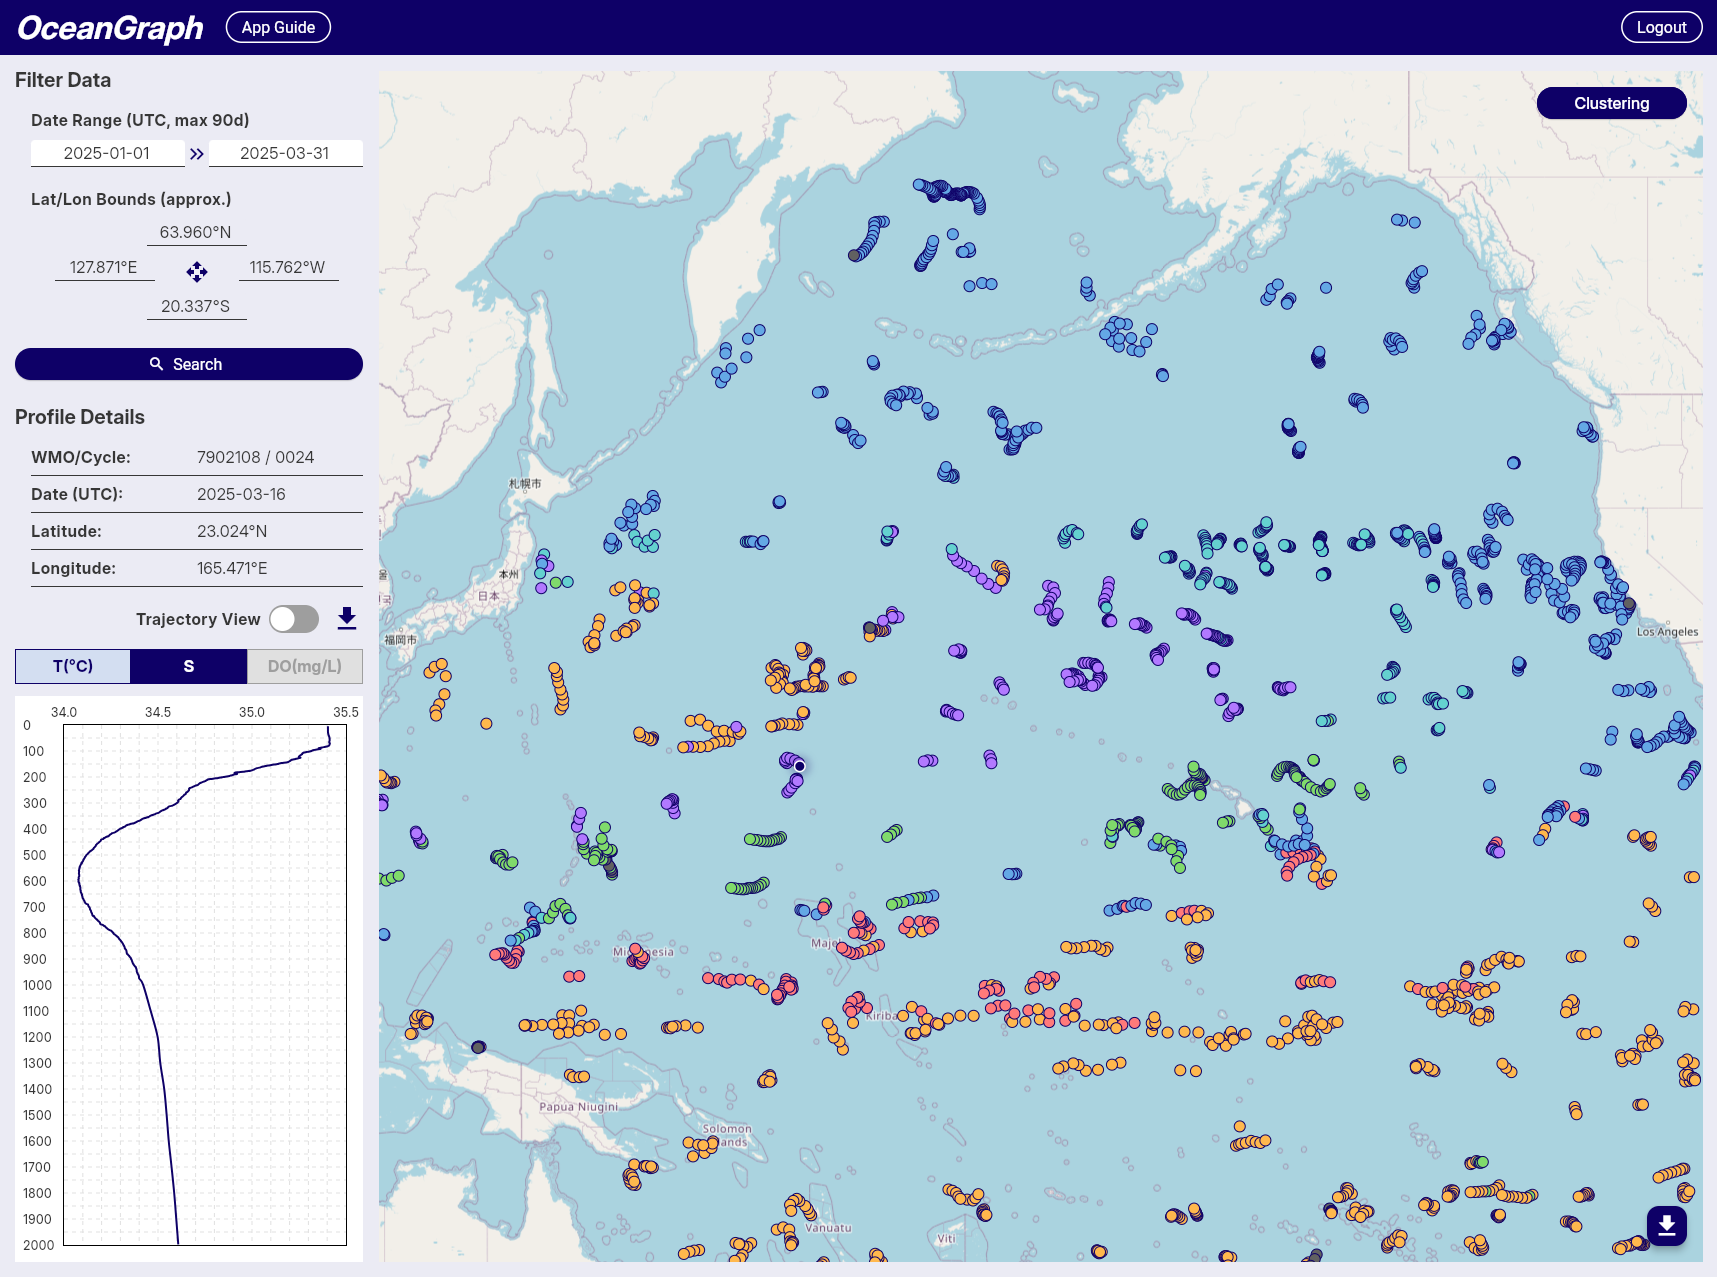 OceanGraph
App Guide
Logout
Filter Data
Date Range (UTC, max 90d)
2025-01-01
2025-03-31
Lat/Lon Bounds (approx.)
63.960°N
127.871°E
115.762°W
20.337°S
Search
Profile Details
WMO/Cycle: 7902108 / 0024
Date (UTC): 2025-03-16
Latitude: 23.024°N
Longitude: 165.471°E
Trajectory View
T(°C) S DO(mg/L)
34.0 34.5 35.0 35.5
0
100
200
300
400
500
600
700
800
900
1000
1100
1200
1300
1400
1500
1600
1700
1800
1900
2000
Clustering
札幌市
本州
日本
福岡市
Los Angeles
Papua Niugini
Solomon
Vanuatu
Viti